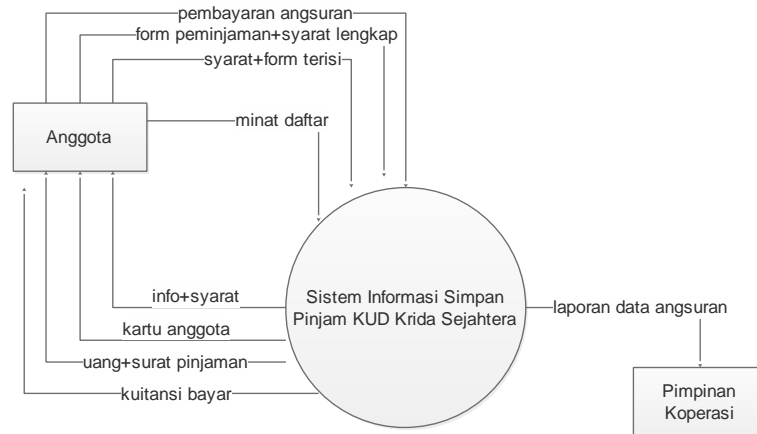 pembayaran angsuran
form peminjaman+syarat lengkap
syarat+form terisi
Anggota
minat daftar
info+syarat
kartu anggota
uang+surat pinjaman
kuitansi bayar
Sistem Informasi Simpan
Pinjam KUD Krida Sejahtera
laporan data angsuran
Pimpinan
Koperasi